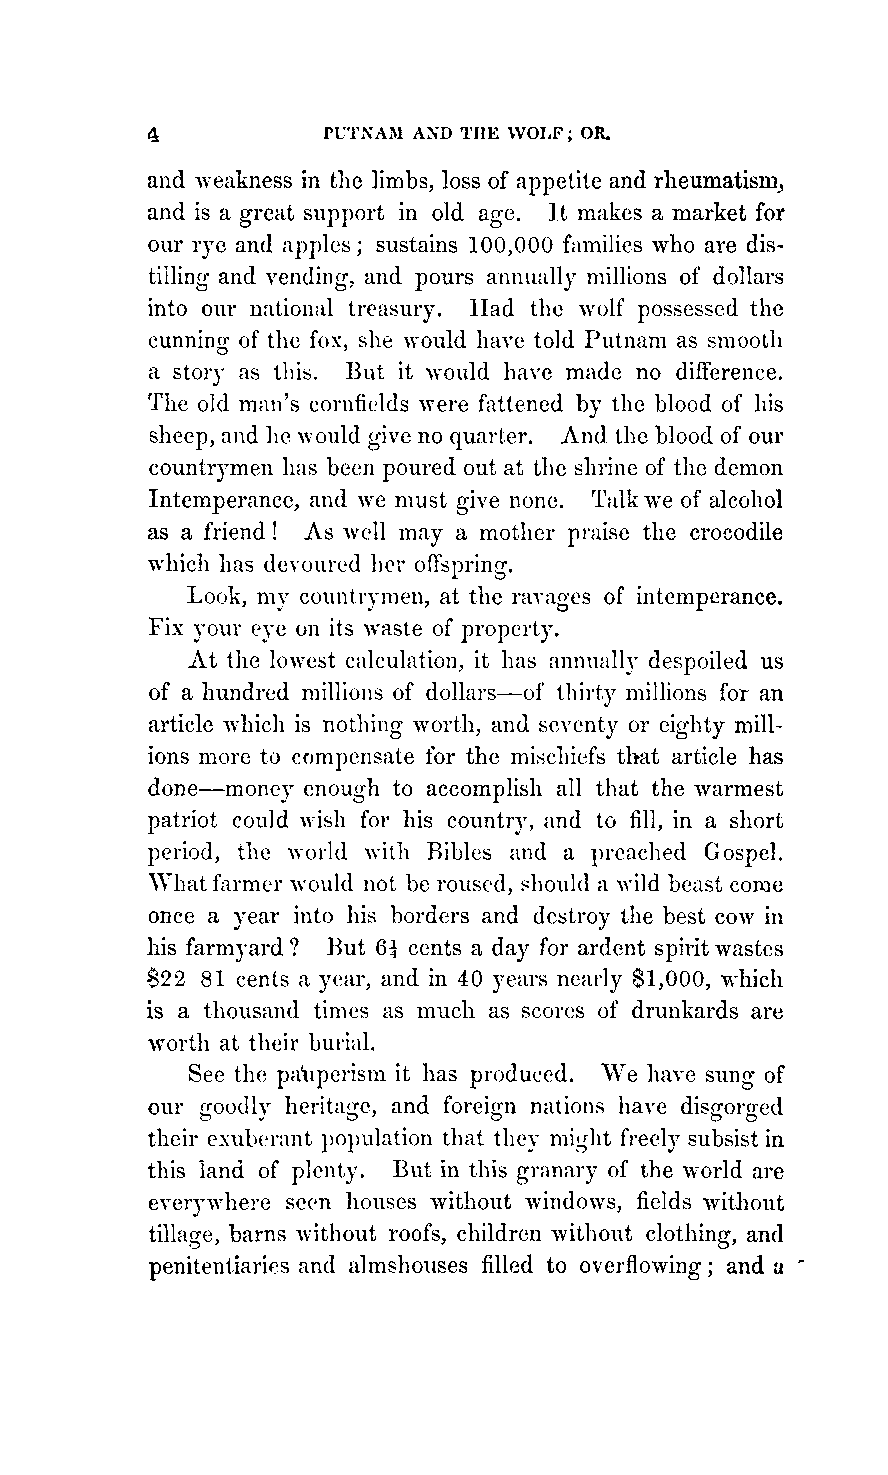 4 PUTNAM AND THE WOLF; OR.
and weakness in the limbs, loss of appetite and rheumatism,
and is a great support in old age. It makes a market for
our rye and apples; sustains 100,000 families who are dis-
tilling and vending, and pours annually millions of dollars
into our national treasury. Had the wolf possessed the
cunning of the fox, she would have told Putnam as smooth
a story as this. But it would have made no difference.
The old man's cornfields were fattened by the blood of his
sheep, and he would give no quarter. And the blood of our
countrymen has been poured out at the shrine of the demon
Intemperance, and we must give none. Talk we of alcohol
as a friend! As well may a mother praise the crocodile
which has devoured her offspring.
Look, my countrymen, at the ravages of intemperance.
Fix your eye on its waste of property.
At the lowest calculation, it has annually despoiled us
of a hundred millions of dollars—of thirty millions for an
article which is nothing worth, and seventy or eighty mill-
ions more to compensate for the mischiefs that article has
done—money enough to accomplish all that the warmest
patriot could wish for his country, and to fill, in a short
period, the world with Bibles and a preached Gospel.
What farmer would not be roused, should a wild beast come
once a year into his borders and destroy the best cow in
his farmyard? But 6¼ cents a day for ardent spirit wastes
$22 81 cents a year, and in 40 years nearly $1,000, which
is a thousand times as much as scores of drunkards are
worth at their burial.
See the pauperism it has produced. We have sung of
our goodly heritage, and foreign nations have disgorged
their exuberant population that they might freely subsist in
this land of plenty. But in this granary of the world are
everywhere seen houses without windows, fields without
tillage, barns without roofs, children without clothing, and
penitentiaries and almshouses filled to overflowing; and a